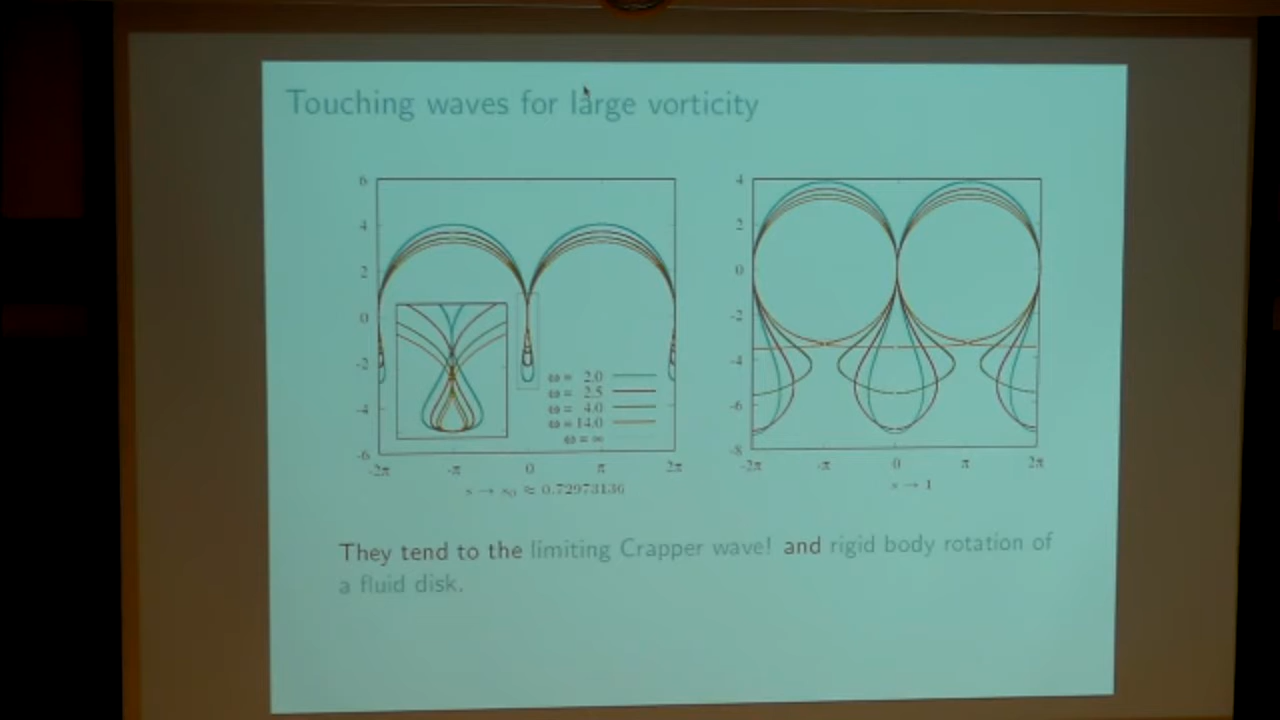 Touching waves for large vorticity
6
4
2
0
-2
-4
-6
-2π
-π
0
π
2π
ω = 2.0
ω = 2.5
ω = 4.0
ω = 14.0
ω = ∞
s → s₀ ≈ 0.72973136
4
2
0
-2
-4
-6
-8
-2π
-π
0
π
2π
s → 1
They tend to the limiting Crapper wave! and rigid body rotation of
a fluid disk.